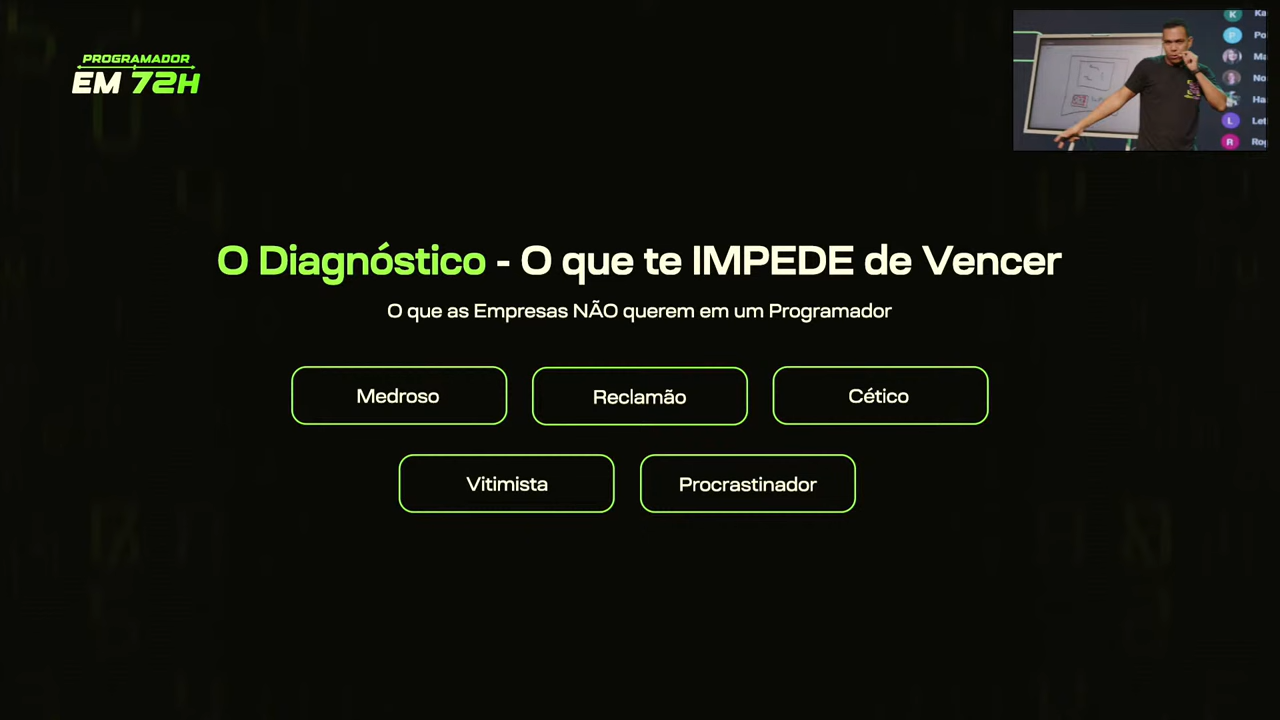 PROGRAMADOR
EM 72H
K
P
L
R
O Diagnóstico - O que te IMPEDE de Vencer
O que as Empresas NÃO querem em um Programador
Medroso
Reclamão
Cético
Vitimista
Procrastinador